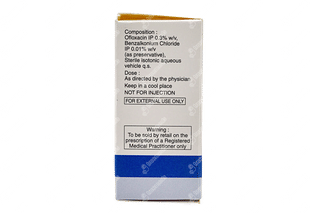 Composition :
Ofloxacin IP 0.3% w/v,
Benzalkonium Chloride
IP 0.01% w/v
(as preservative),
Sterile isotonic aqueous
vehicle q.s.
Dose :
As directed by the physician
Keep in a cool place
NOT FOR INJECTION
FOR EXTERNAL USE ONLY
Warning :
To be sold by retail on the
prescription of a Registered
Medical Practitioner only